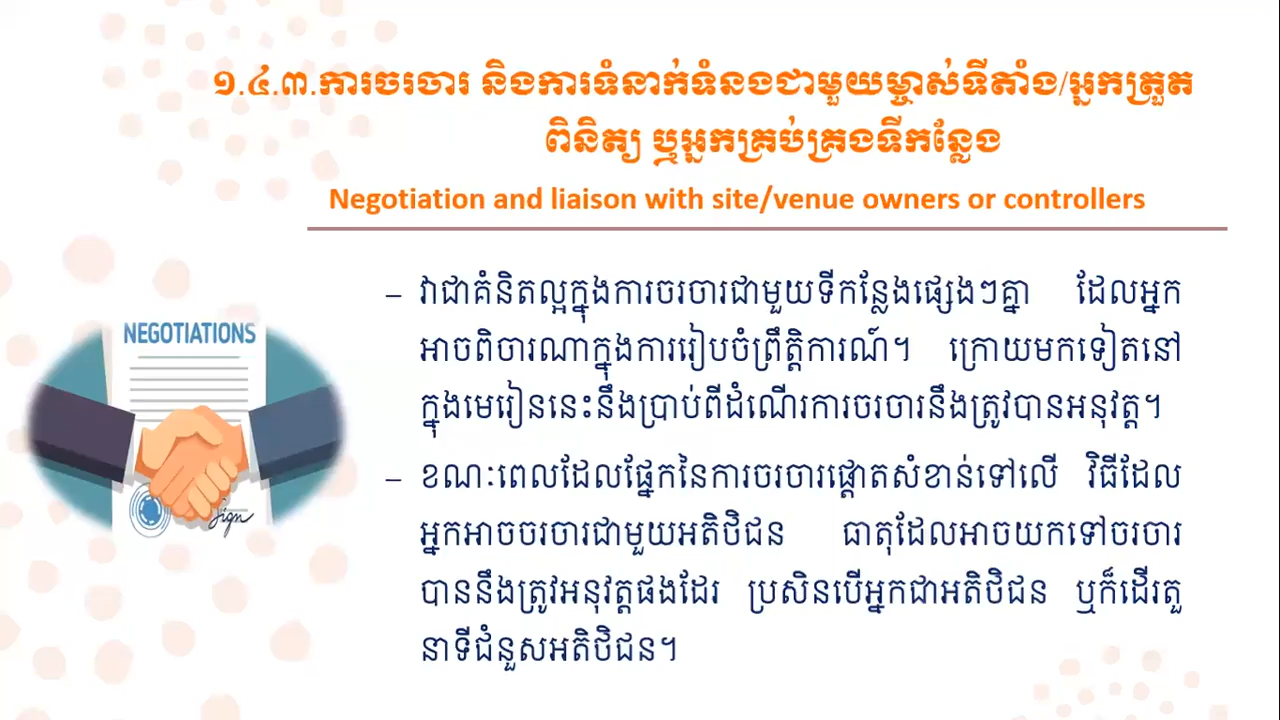 ១.៤.៣.ការចរចារ និងការទំនាក់ទំនងជាមួយម្ចាស់ទីតាំង/អ្នកត្រួត
ពិនិត្យ ឬអ្នកគ្រប់គ្រងទីកន្លែង
Negotiation and liaison with site/venue owners or controllers
– វាជាគំនិតល្អក្នុងការចរចារជាមួយទីកន្លែងផ្សេងៗគ្នា ដែលអ្នក
អាចពិចារណាក្នុងការរៀបចំព្រឹត្តិការណ៍។ ក្រោយមកទៀតនៅ
ក្នុងមេរៀននេះនឹងប្រាប់ពីដំណើរការចរចារនឹងត្រូវបានអនុវត្ត។
– ខណៈពេលដែលផ្នែកនៃការចរចារផ្តោតសំខាន់ទៅលើ វិធីដែល
អ្នកអាចចរចារជាមួយអតិថិជន ធាតុដែលអាចយកទៅចរចារ
បាននឹងត្រូវអនុវត្តផងដែរ ប្រសិនបើអ្នកជាអតិថិជន ឬក៏ដើរតួ
នាទីជំនួសអតិថិជន។
NEGOTIATIONS
Sign